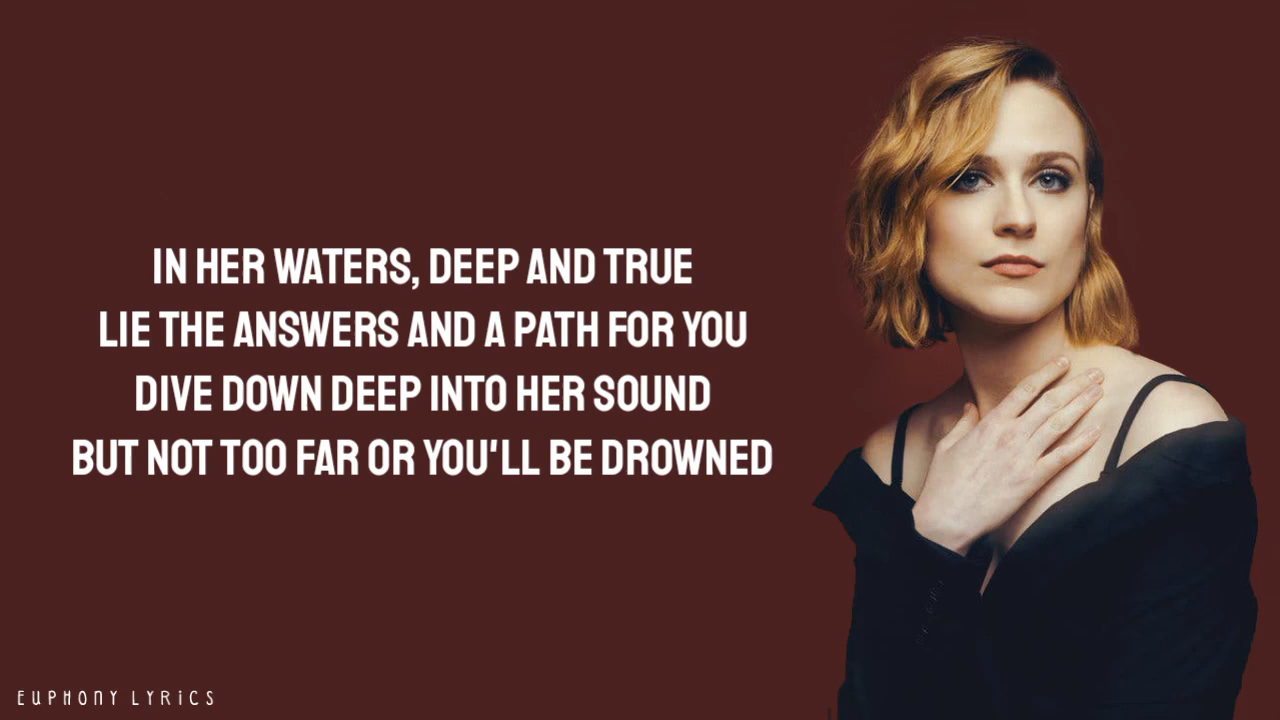 IN HER WATERS, DEEP AND TRUE
LIE THE ANSWERS AND A PATH FOR YOU
DIVE DOWN DEEP INTO HER SOUND
BUT NOT TOO FAR OR YOU'LL BE DROWNED
EUPHONY LYRICS